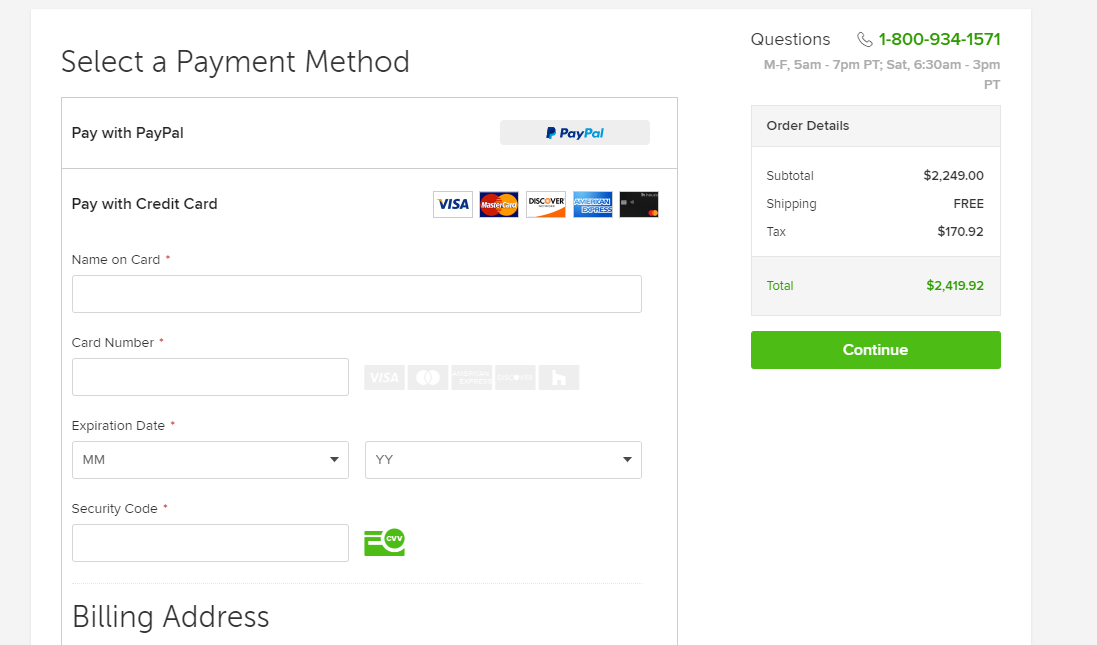 Select a Payment Method
Questions 1-800-934-1571
M-F, 5am - 7pm PT; Sat, 6:30am - 3pm
PT
Pay with PayPal
PayPal
Pay with Credit Card
VISA MasterCard DISCOVER AMERICAN EXPRESS
Name on Card *
Card Number *
VISA AMERICAN EXPRESS DISCOVER
Expiration Date *
MM YY
Security Code *
CVV
Billing Address
Order Details
Subtotal $2,249.00
Shipping FREE
Tax $170.92
Total $2,419.92
Continue